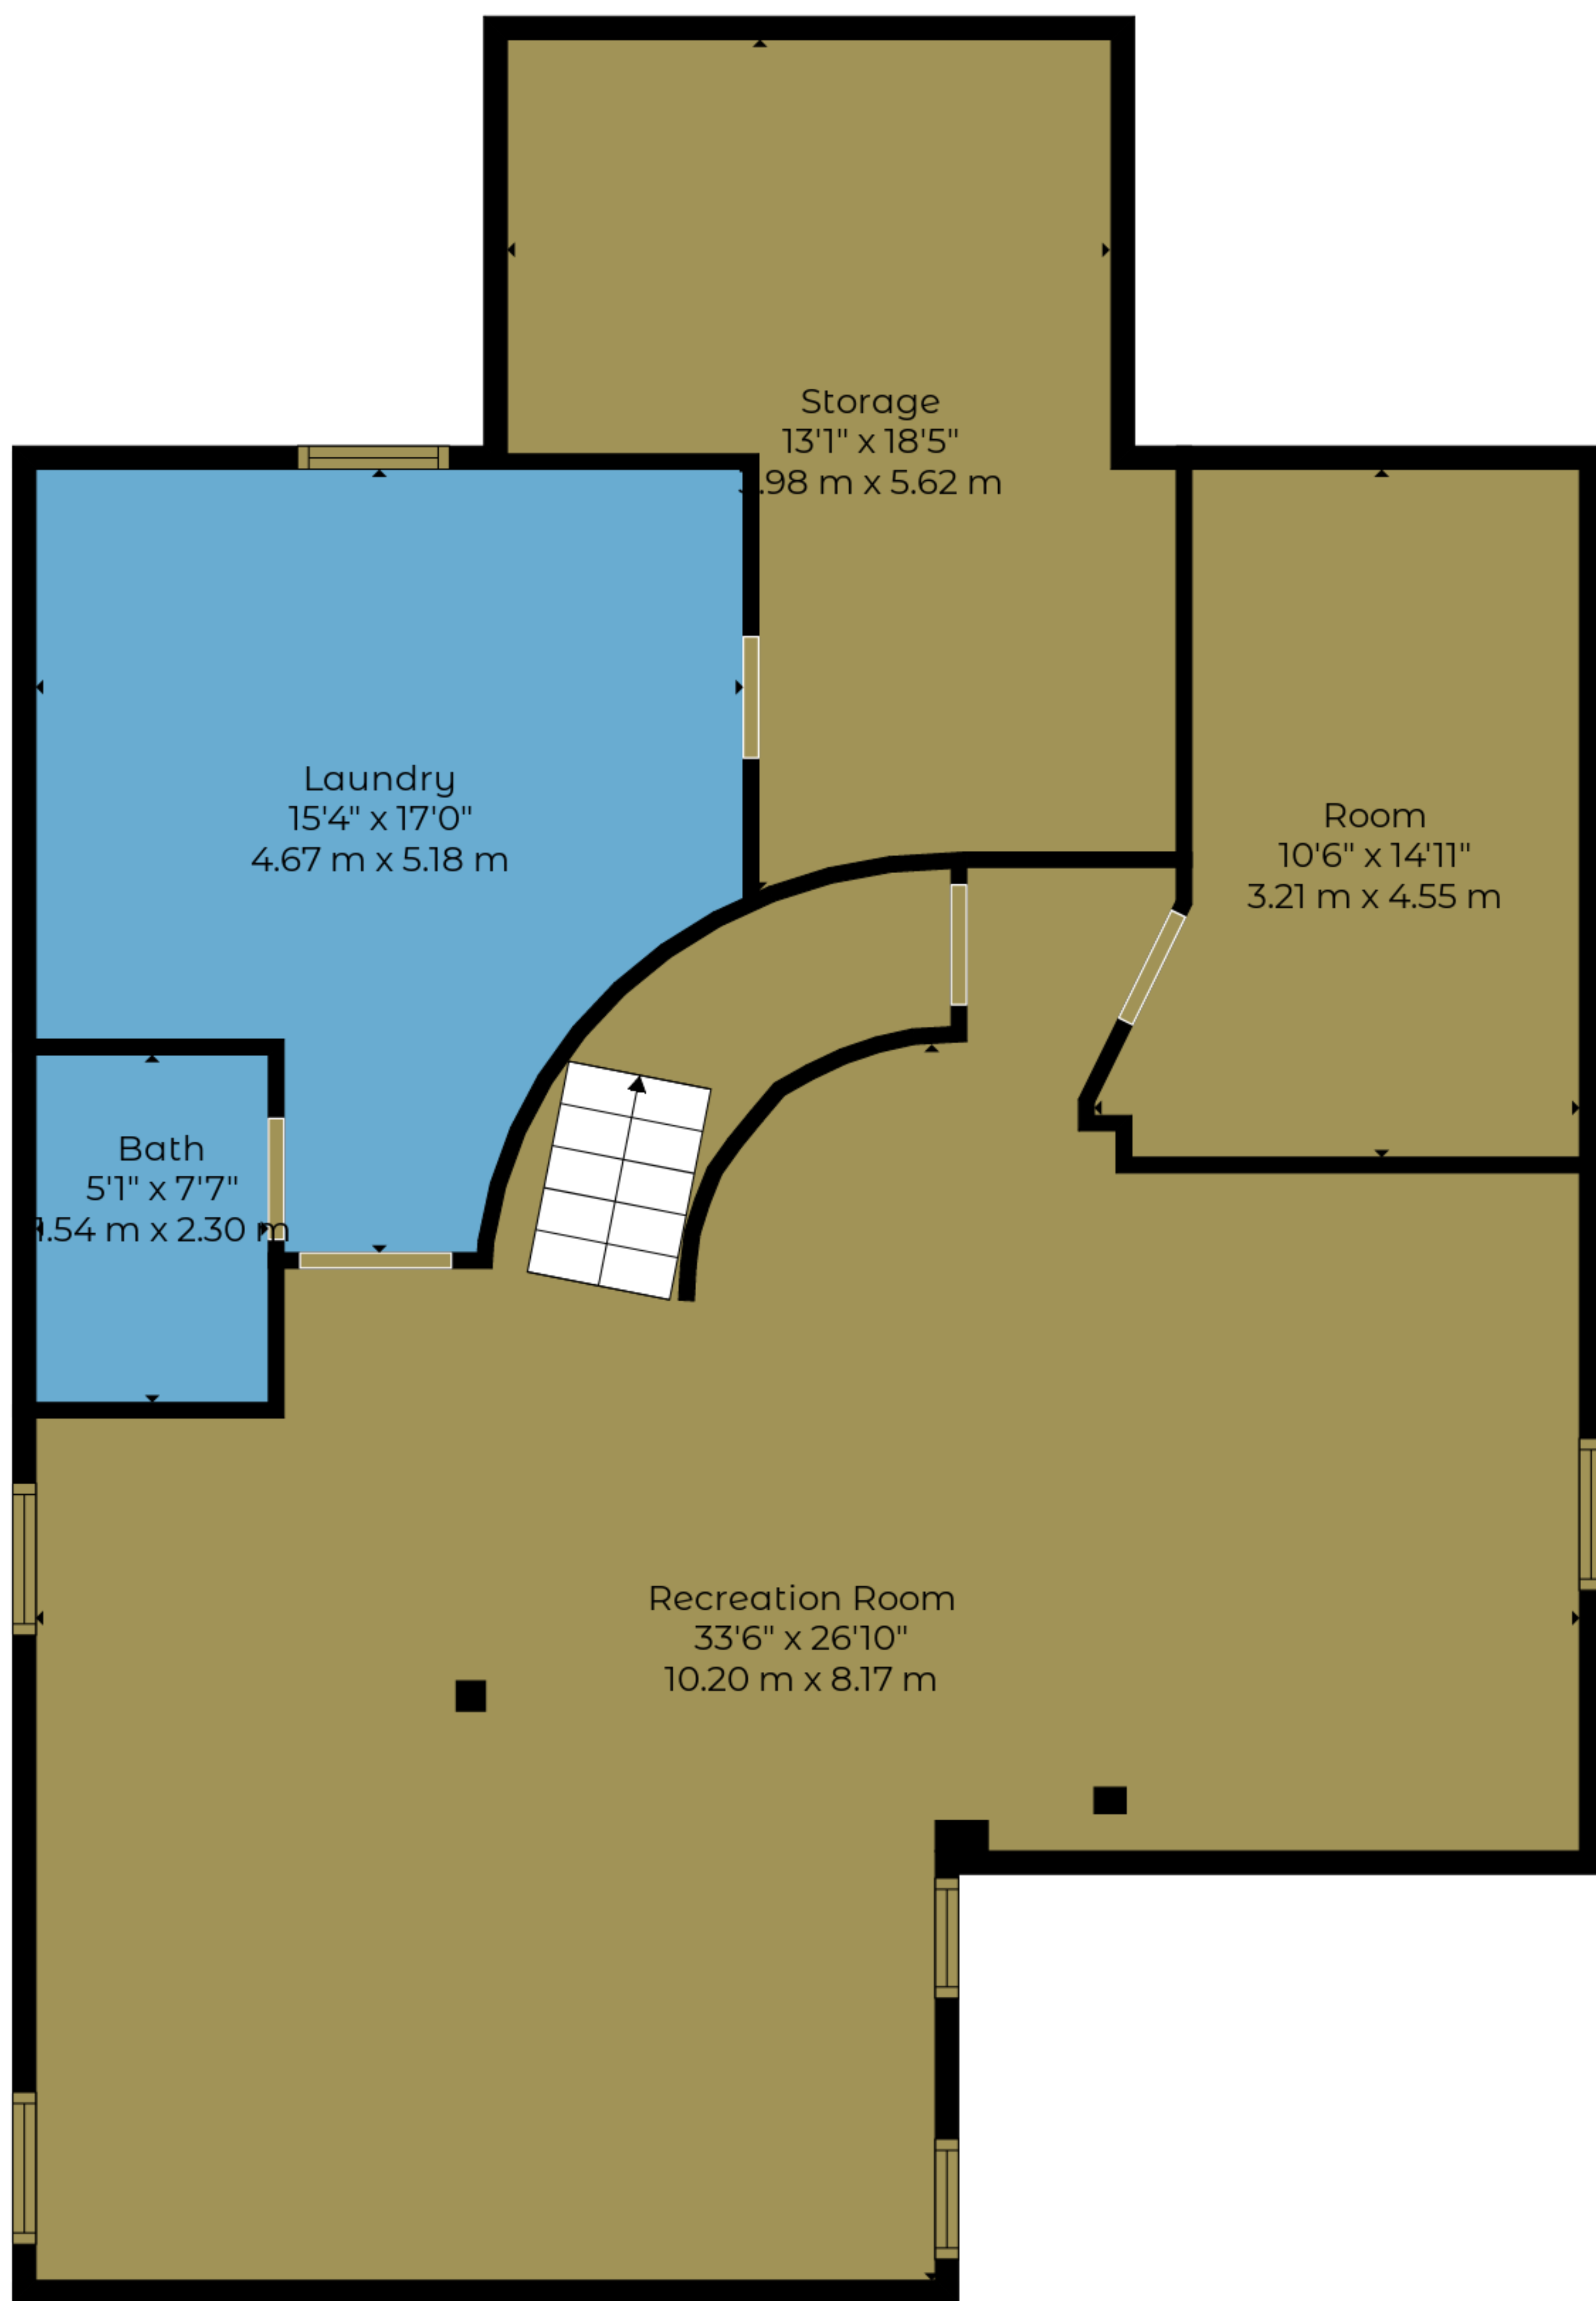 Storage
13'1" x 18'5"
.98 m x 5.62 m
Laundry
15'4" x 17'0"
4.67 m x 5.18 m
Room
10'6" x 14'11"
3.21 m x 4.55 m
Bath
5'1" x 7'7"
1.54 m x 2.30 m
Recreation Room
33'6" x 26'10"
10.20 m x 8.17 m